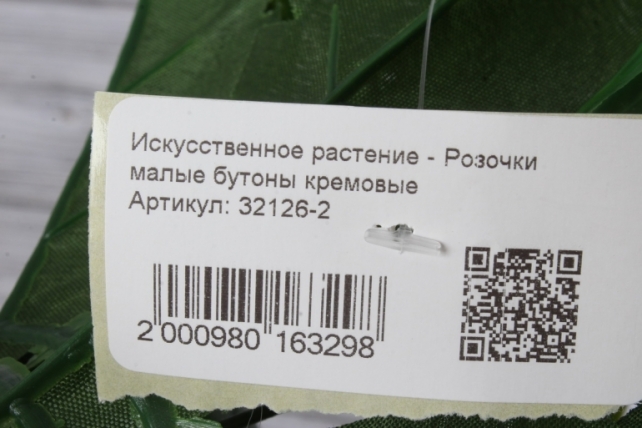 Искусственное растение - Розочки
малые бутоны кремовые
Артикул: 32126-2
2 000980 163298